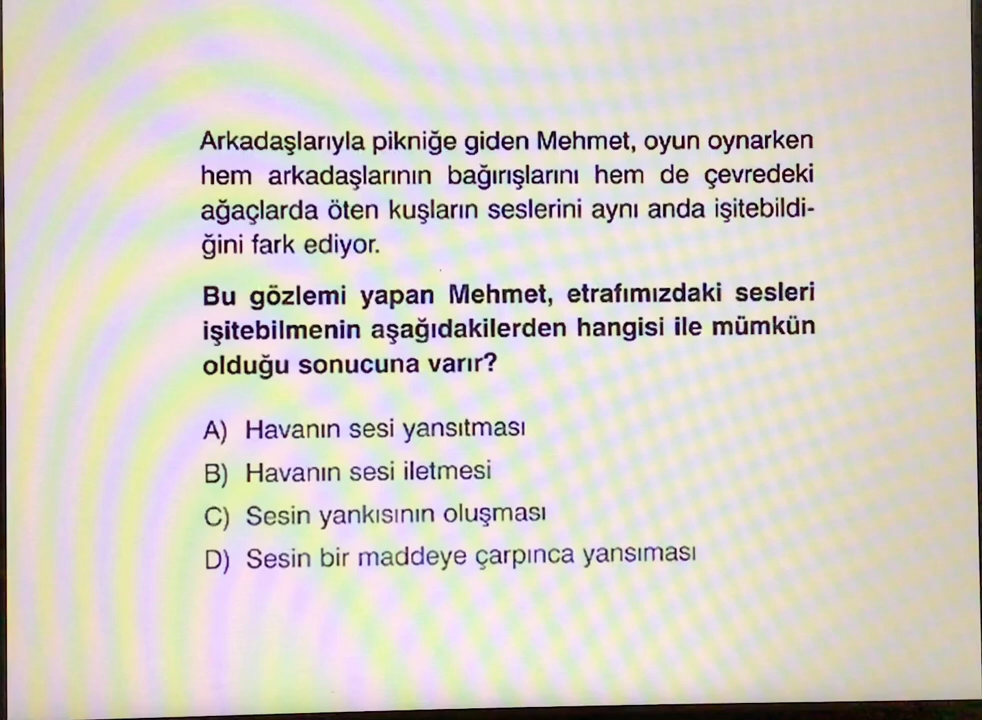 Arkadaşlarıyla pikniğe giden Mehmet, oyun oynarken
hem arkadaşlarının bağırışlarını hem de çevredeki
ağaçlarda öten kuşların seslerini aynı anda işitebildi-
ğini fark ediyor.
Bu gözlemi yapan Mehmet, etrafımızdaki sesleri
işitebilmenin aşağıdakilerden hangisi ile mümkün
olduğu sonucuna varır?
A) Havanın sesi yansıtması
B) Havanın sesi iletmesi
C) Sesin yankısının oluşması
D) Sesin bir maddeye çarpınca yansıması